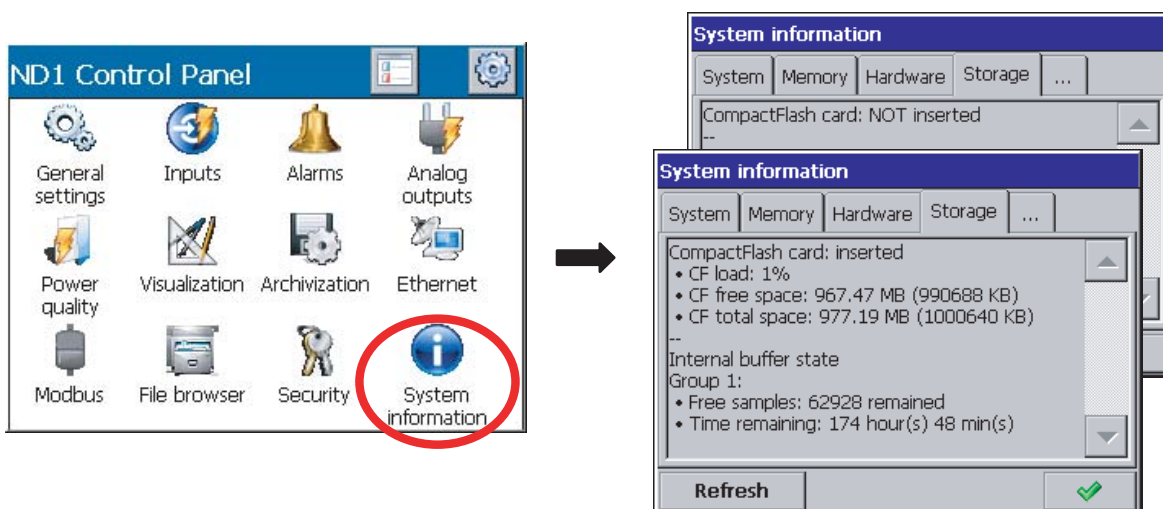 ND1 Control Panel
General
settings
Inputs
Alarms
Analog
outputs
Power
quality
Visualization
Archivization
Ethernet
Modbus
File browser
Security
System
information
System information
System Memory Hardware Storage ...
CompactFlash card: NOT inserted
--
System information
System Memory Hardware Storage ...
CompactFlash card: inserted
• CF load: 1%
• CF free space: 967.47 MB (990688 KB)
• CF total space: 977.19 MB (1000640 KB)
--
Internal buffer state
Group 1:
• Free samples: 62928 remained
• Time remaining: 174 hour(s) 48 min(s)
Refresh